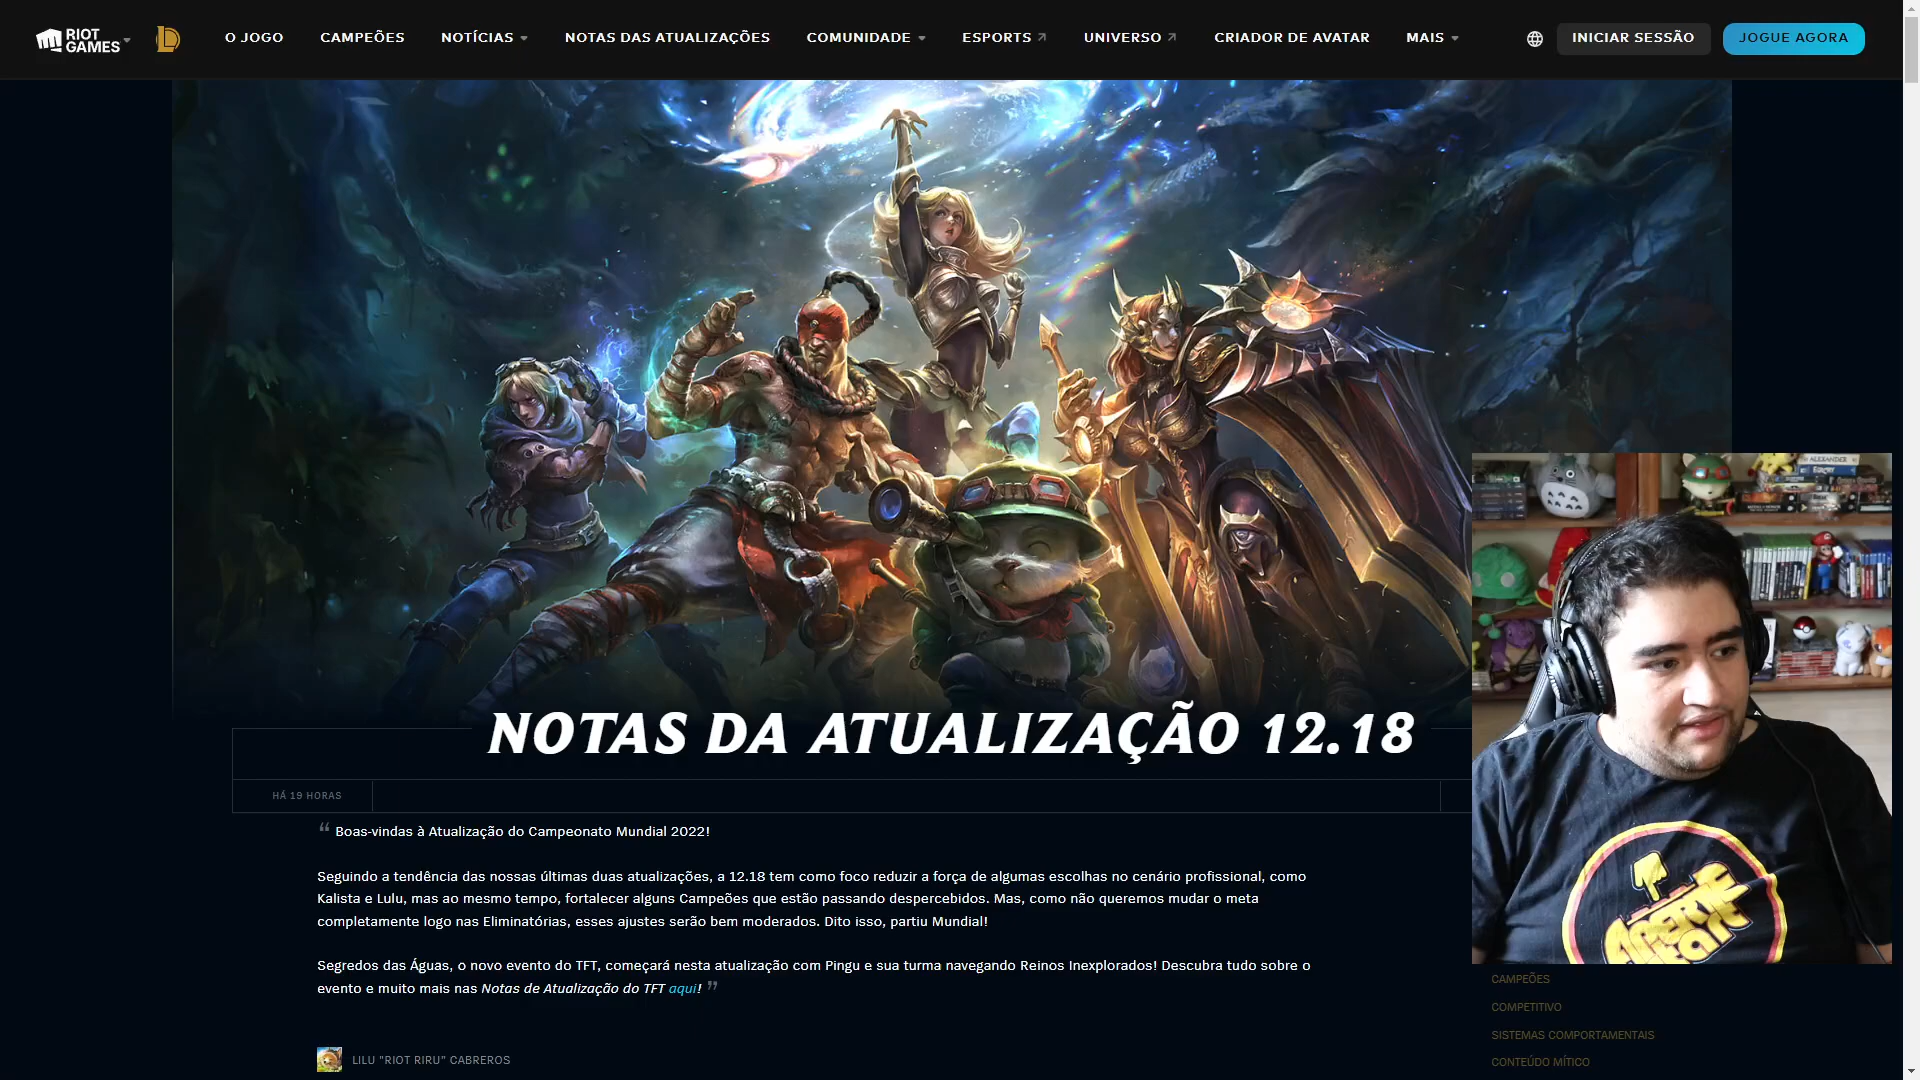 RIOT GAMES
O JOGO CAMPEÕES NOTÍCIAS NOTAS DAS ATUALIZAÇÕES COMUNIDADE ESPORTS UNIVERSO CRIADOR DE AVATAR MAIS INICIAR SESSÃO JOGUE AGORA
NOTAS DA ATUALIZAÇÃO 12.18
HÁ 19 HORAS
“ Boas-vindas à Atualização do Campeonato Mundial 2022!
Seguindo a tendência das nossas últimas duas atualizações, a 12.18 tem como foco reduzir a força de algumas escolhas no cenário profissional, como
Kalista e Lulu, mas ao mesmo tempo, fortalecer alguns Campeões que estão passando despercebidos. Mas, como não queremos mudar o meta
completamente logo nas Eliminatórias, esses ajustes serão bem moderados. Dito isso, partiu Mundial!
Segredos das Águas, o novo evento do TFT, começará nesta atualização com Pingu e sua turma navegando Reinos Inexplorados! Descubra tudo sobre o
evento e muito mais nas Notas de Atualização do TFT aqui! ”
LILU "RIOT RIRU" CABREROS
CAMPEÕES
COMPETITIVO
SISTEMAS COMPORTAMENTAIS
CONTEÚDO MÍTICO